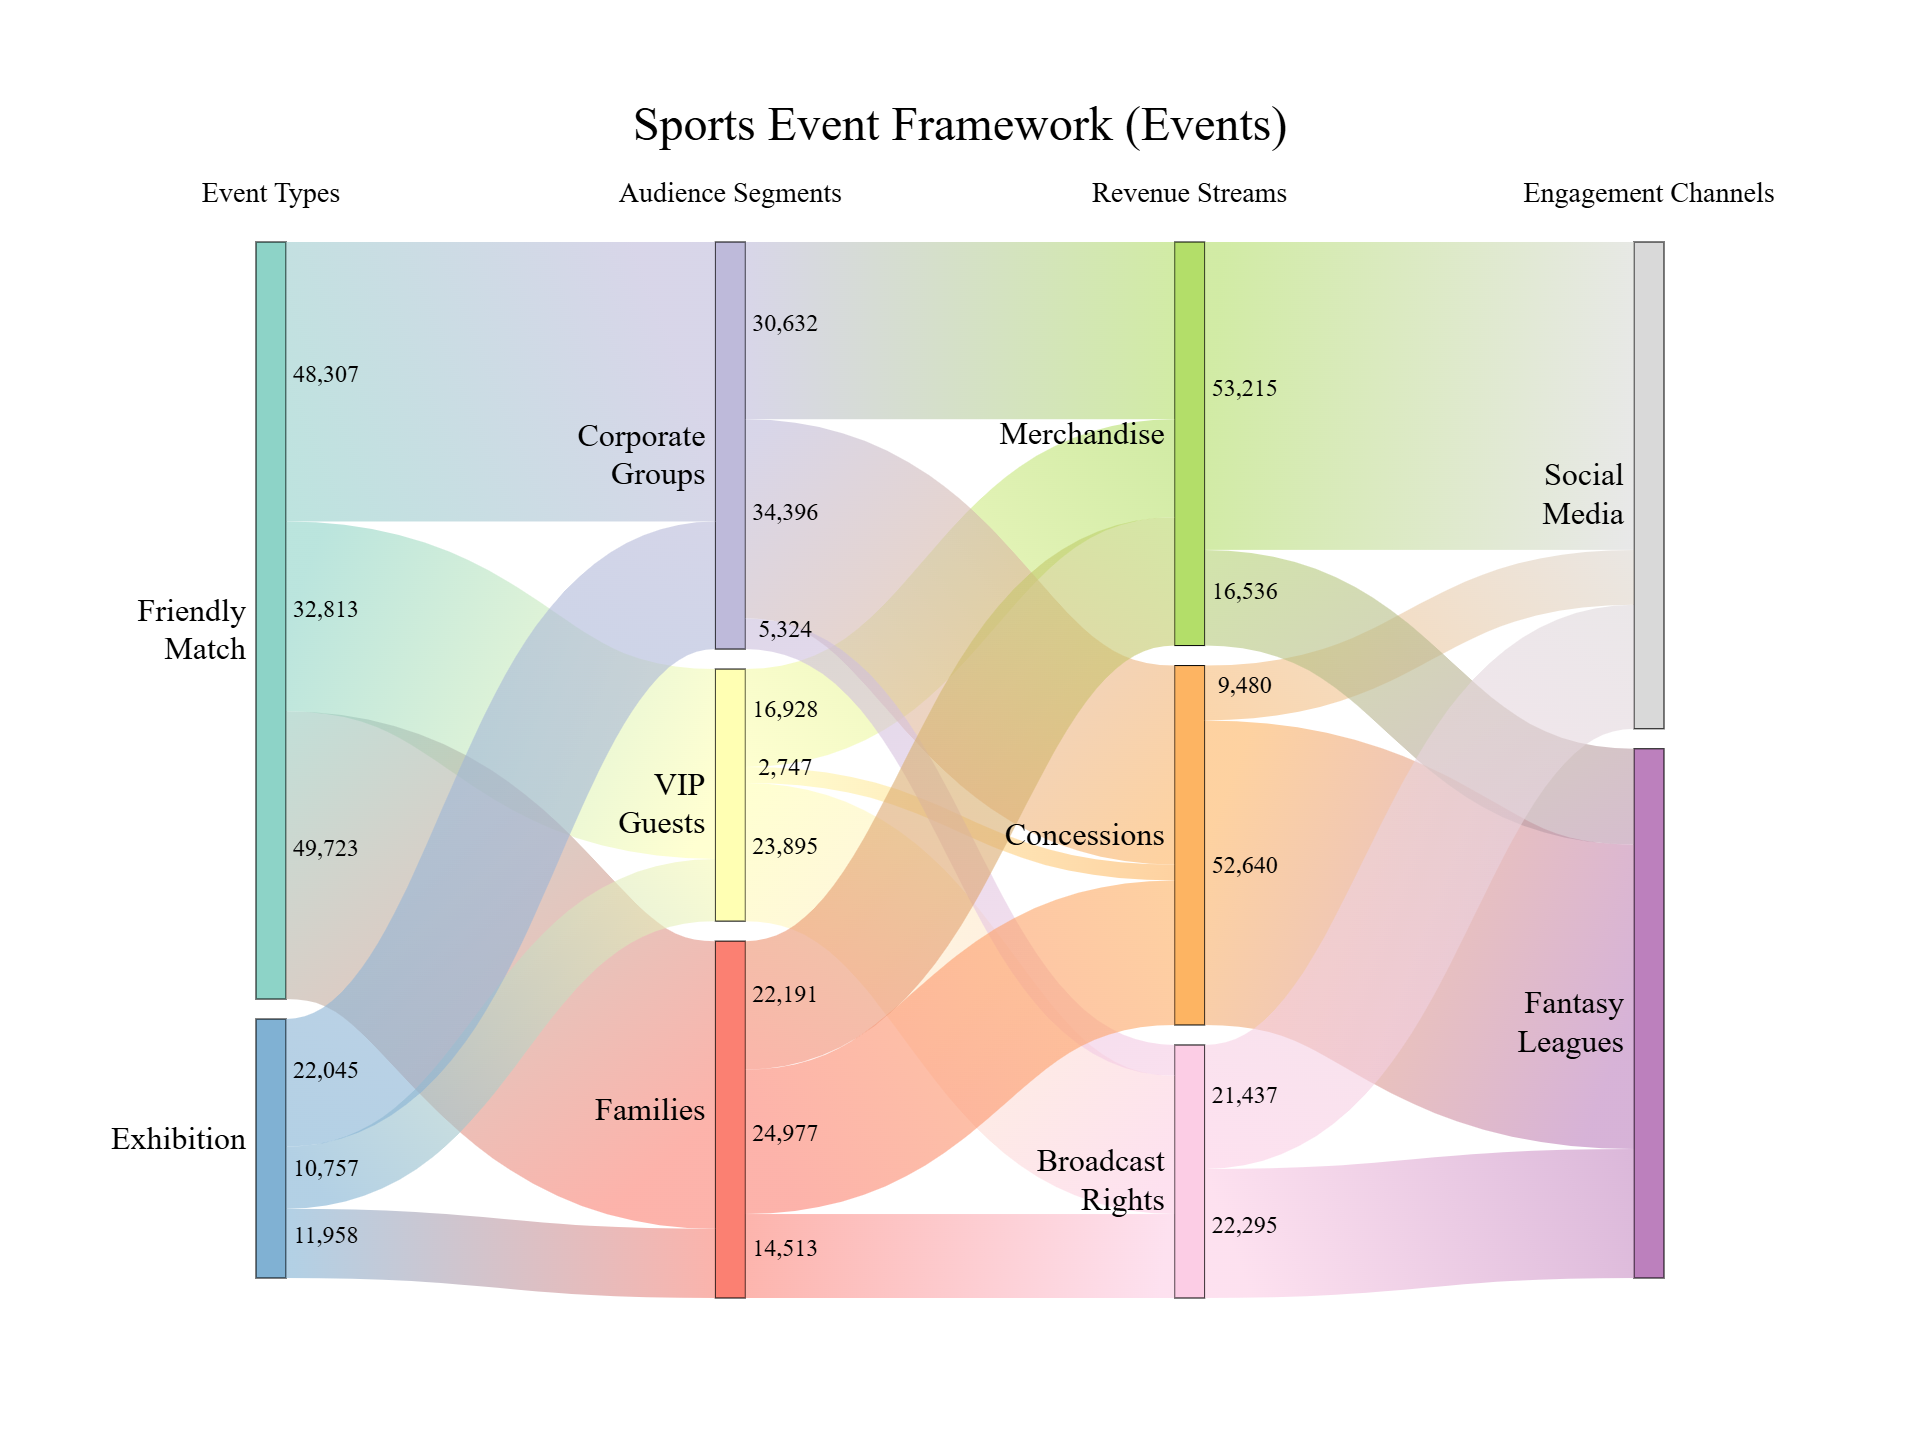 Sports Event Framework (Events)
Event Types
Audience Segments
Revenue Streams
Engagement Channels
Friendly
Match
Exhibition
48,307
32,813
49,723
22,045
10,757
11,958
Corporate
Groups
VIP
Guests
Families
30,632
34,396
5,324
16,928
2,747
23,895
22,191
24,977
14,513
Merchandise
Concessions
Broadcast
Rights
53,215
16,536
9,480
52,640
21,437
22,295
Social
Media
Fantasy
Leagues